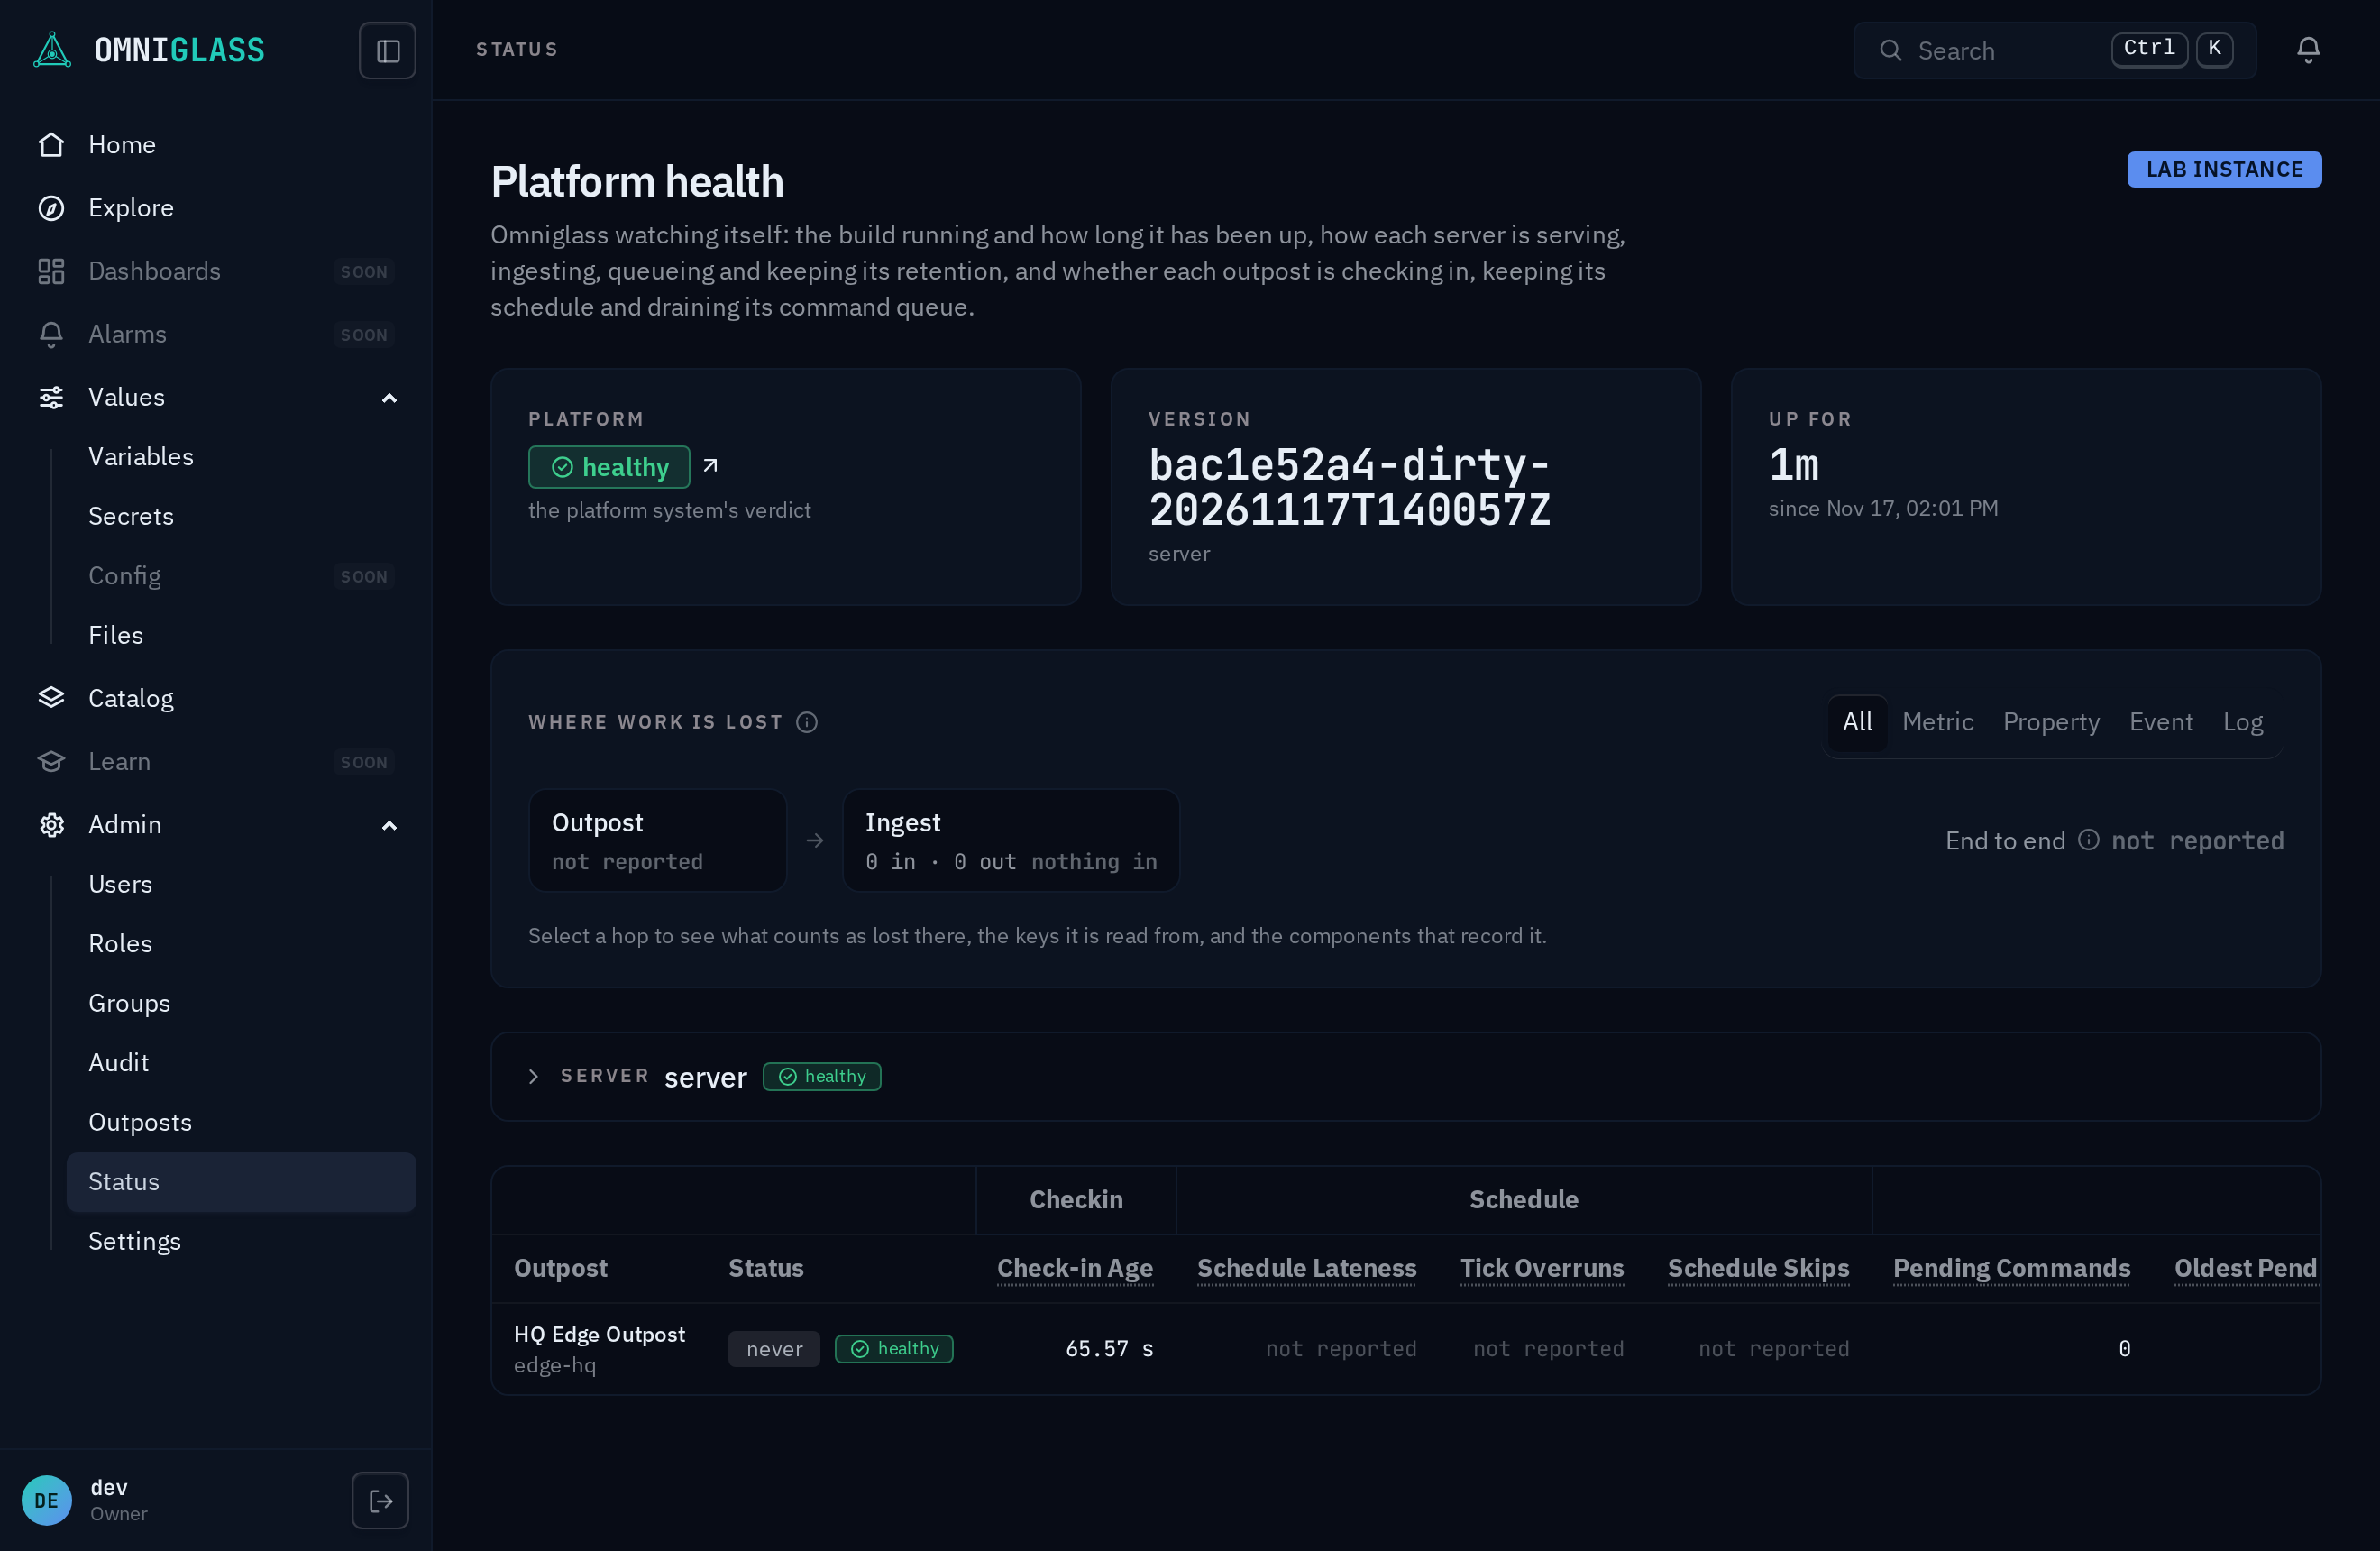 OMNIGLASS
Home
Explore
Dashboards SOON
Alarms SOON
Values
Variables
Secrets
Config SOON
Files
Catalog
Learn SOON
Admin
Users
Roles
Groups
Audit
Outposts
Status
Settings
DE dev
Owner
STATUS
Search Ctrl K
Platform health
LAB INSTANCE
Omniglass watching itself: the build running and how long it has been up, how each server is serving,
ingesting, queueing and keeping its retention, and whether each outpost is checking in, keeping its
schedule and draining its command queue.
PLATFORM
healthy
the platform system's verdict
VERSION
bac1e52a4-dirty-
20261117T140057Z
server
UP FOR
1m
since Nov 17, 02:01 PM
WHERE WORK IS LOST
All Metric Property Event Log
Outpost
not reported
Ingest
0 in · 0 out nothing in
End to end not reported
Select a hop to see what counts as lost there, the keys it is read from, and the components that record it.
SERVER server healthy
Checkin Schedule
Outpost Status Check-in Age Schedule Lateness Tick Overruns Schedule Skips Pending Commands Oldest Pend
HQ Edge Outpost
edge-hq
never healthy 65.57 s not reported not reported not reported 0